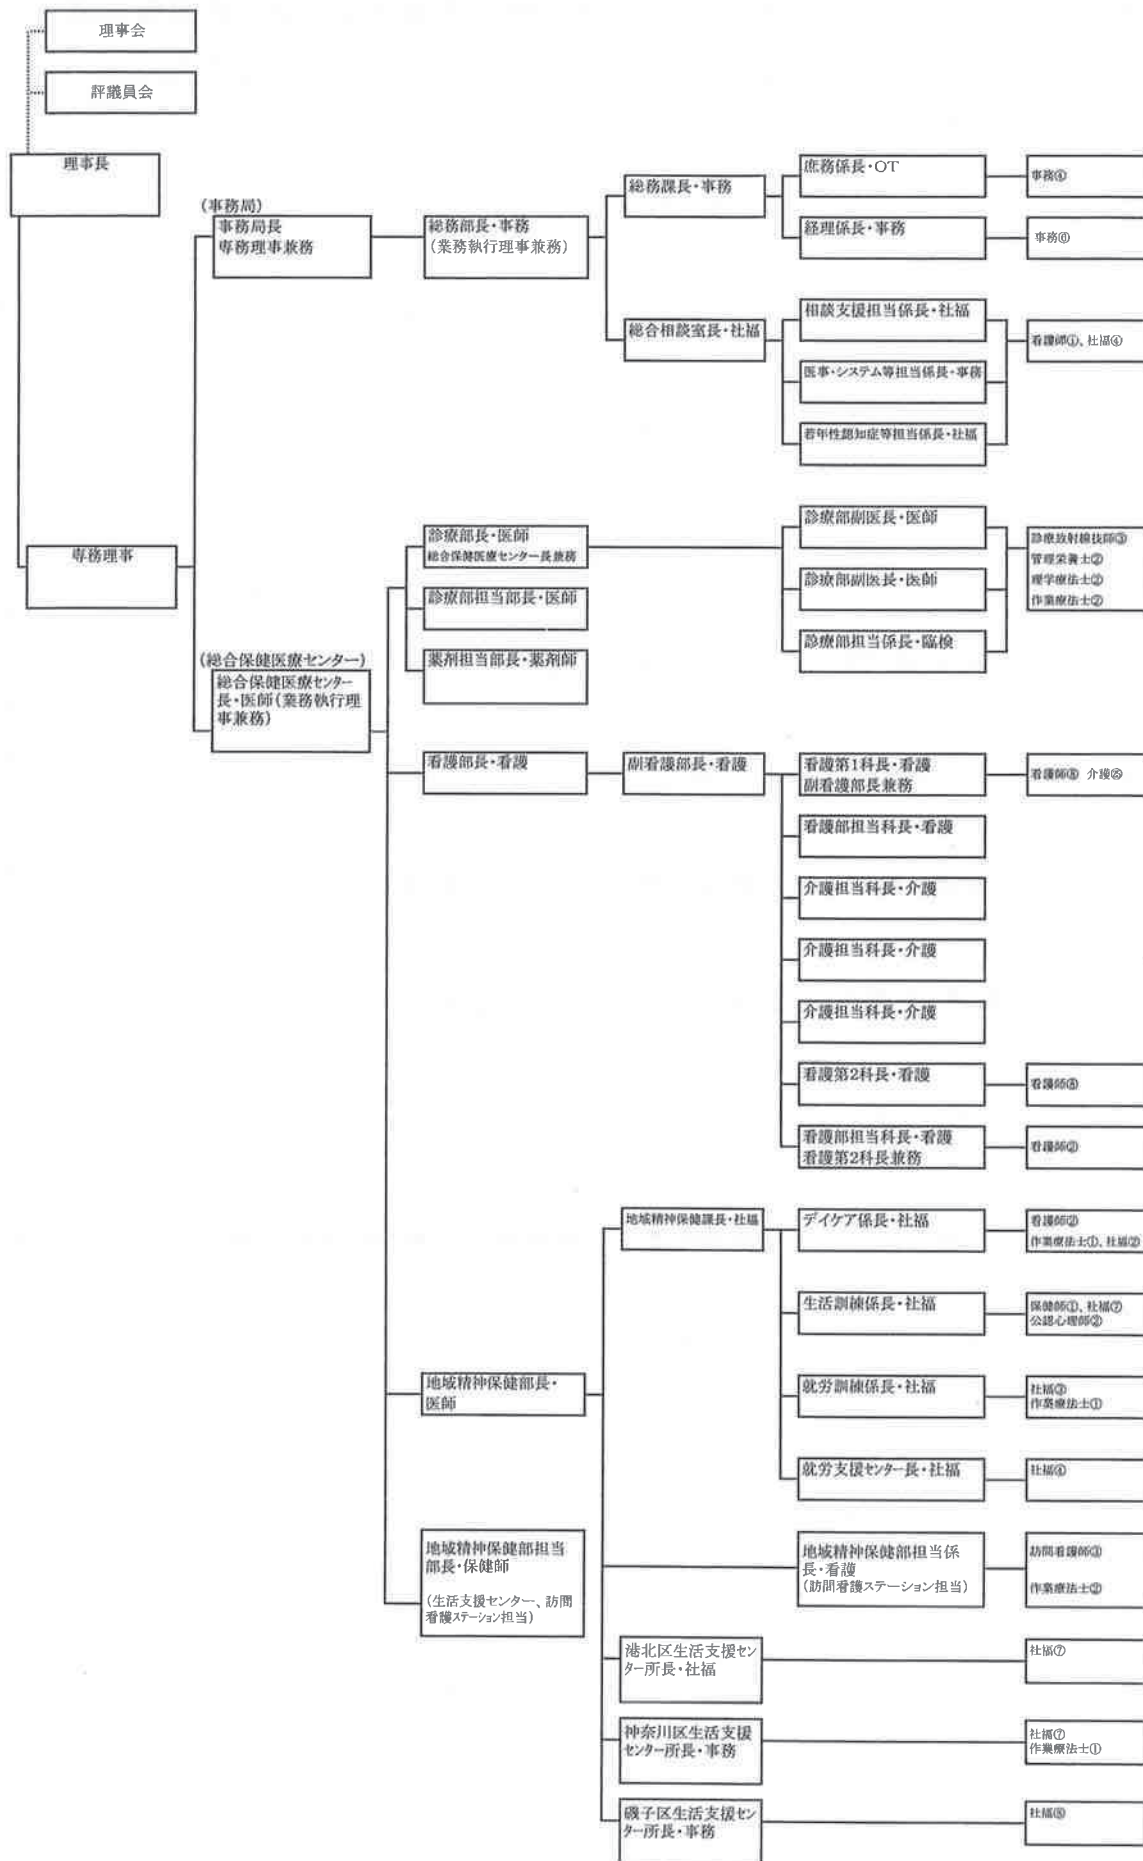 理事会
評議員会
理事長
(事務局)
事務局長
専務理事兼務
総務部長・事務
(業務執行理事兼務)
総務課長・事務
庶務係長・OT
事務④
経理係長・事務
事務⑥
総合相談室長・社福
相談支援担当係長・社福
看護師①、社福④
医事・システム等担当係長・事務
若年性認知症等担当係長・社福
専務理事
(総合保健医療センター)
総合保健医療センター
長・医師(業務執行理
事兼務)
診療部長・医師
総合保健医療センター長兼務
診療部担当部長・医師
薬剤担当部長・薬剤師
診療部副医長・医師
診療部副医長・医師
診療部担当係長・臨検
診療放射線技師③
管理栄養士②
理学療法士②
作業療法士②
看護部長・看護
副看護部長・看護
看護第1科長・看護
副看護部長兼務
看護師⑧ 介護㉕
看護部担当科長・看護
介護担当科長・介護
介護担当科長・介護
介護担当科長・介護
看護第2科長・看護
看護師⑧
看護部担当科長・看護
看護第2科長兼務
看護師②
地域精神保健部長・
医師
地域精神保健課長・社福
デイケア係長・社福
看護師②
作業療法士①、社福②
生活訓練係長・社福
保健師①、社福⑦
公認心理師②
就労訓練係長・社福
社福③
作業療法士①
就労支援センター長・社福
社福④
地域精神保健部担当
部長・保健師
(生活支援センター、訪問
看護ステーション担当)
地域精神保健部担当係
長・看護
(訪問看護ステーション担当)
訪問看護師③
作業療法士②
港北区生活支援セン
ター所長・社福
社福⑦
神奈川区生活支援
センター所長・事務
社福⑦
作業療法士①
磯子区生活支援セン
ター所長・事務
社福⑧